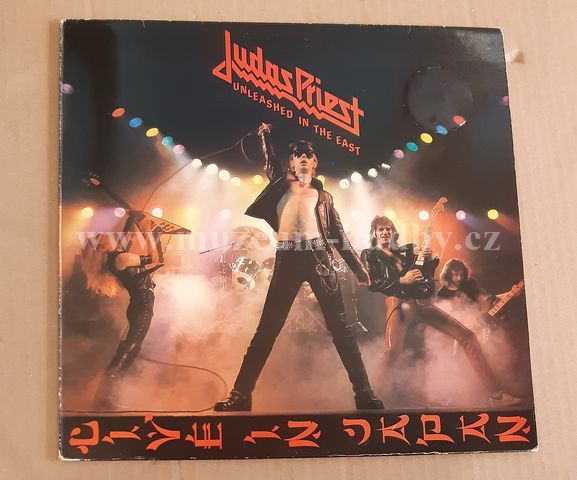 Judas Priest
UNLEASHED IN THE EAST
www.muzeum-hudby.cz
LIVE IN JAPAN